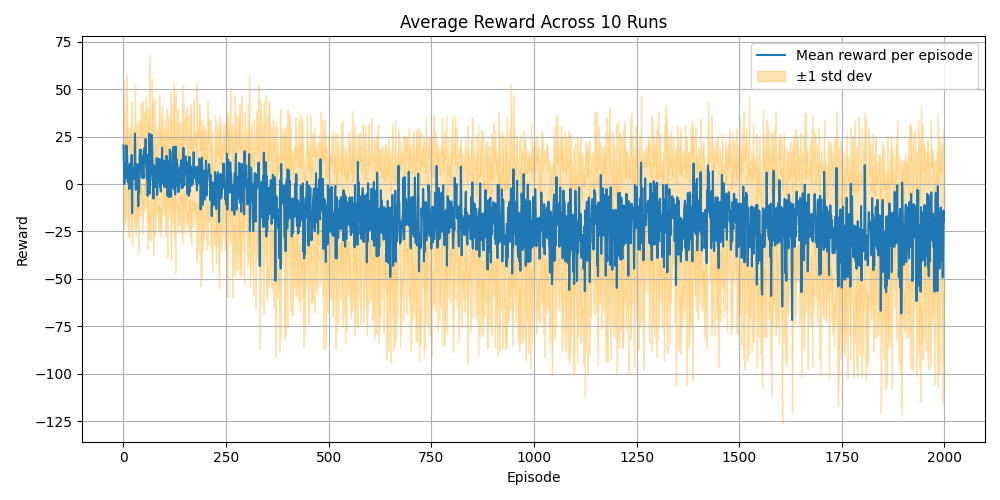 Average Reward Across 10 Runs
Mean reward per episode
±1 std dev
Reward
75
50
25
0
−25
−50
−75
−100
−125
0 250 500 750 1000 1250 1500 1750 2000
Episode